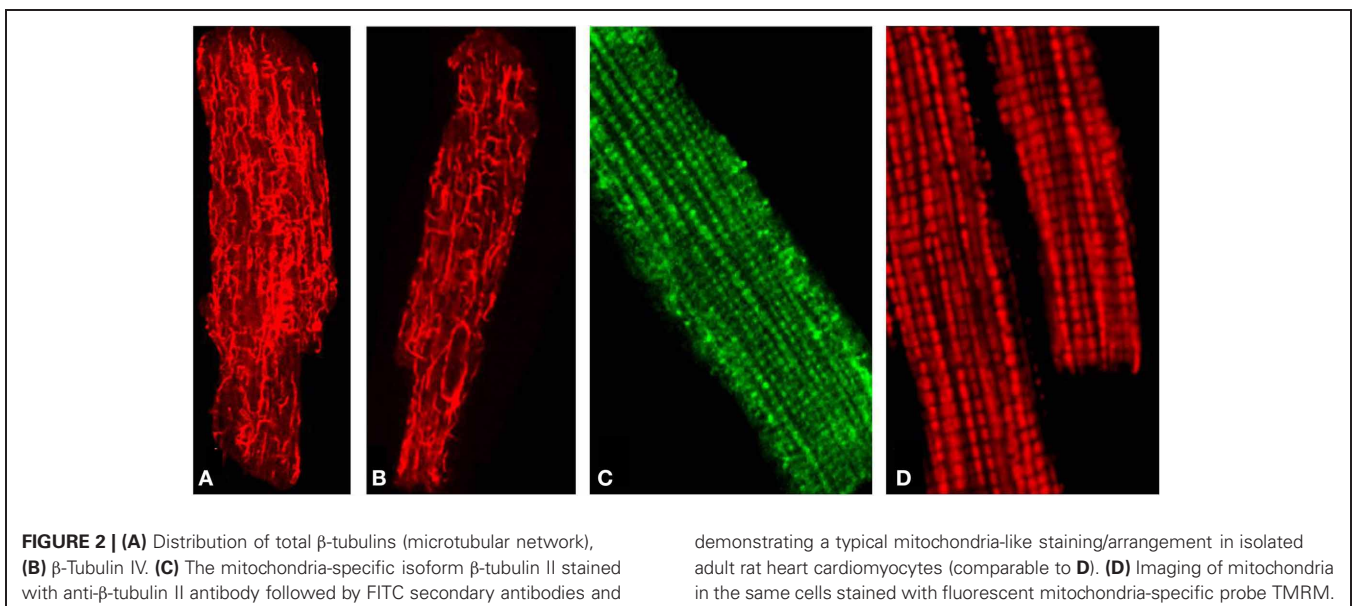 A
B
C
D
FIGURE 2 | (A) Distribution of total β-tubulins (microtubular network),
(B) β-Tubulin IV. (C) The mitochondria-specific isoform β-tubulin II stained
with anti-β-tubulin II antibody followed by FITC secondary antibodies and
demonstrating a typical mitochondria-like staining/arrangement in isolated
adult rat heart cardiomyocytes (comparable to D). (D) Imaging of mitochondria
in the same cells stained with fluorescent mitochondria-specific probe TMRM.